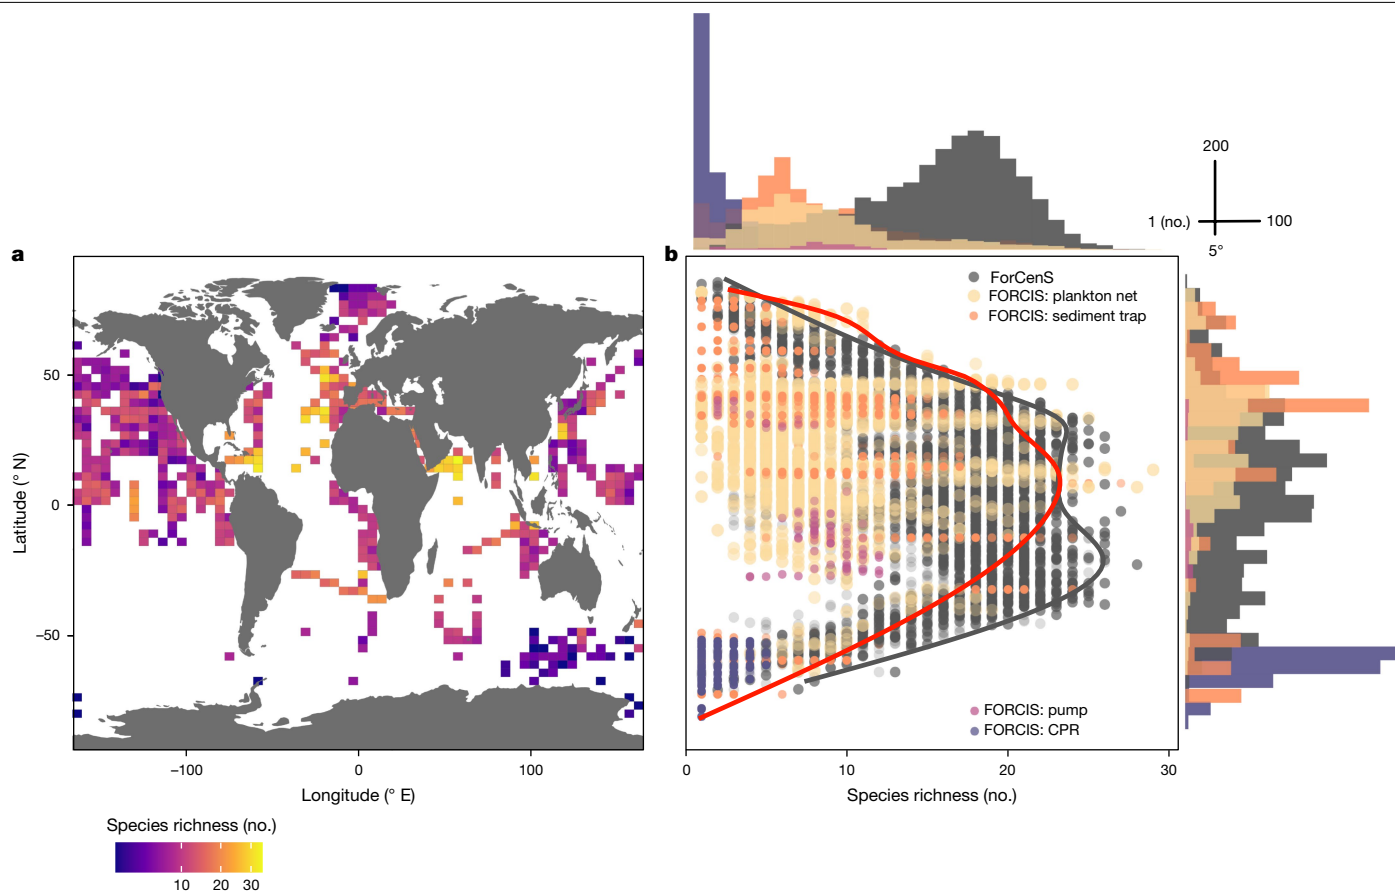 200
1 (no.)
100
5°
a
b
ForCenS
FORCIS: plankton net
FORCIS: sediment trap
50
0
−50
Latitude (° N)
FORCIS: pump
FORCIS: CPR
−100
0
100
0
10
20
30
Longitude (° E)
Species richness (no.)
Species richness (no.)
10
20
30